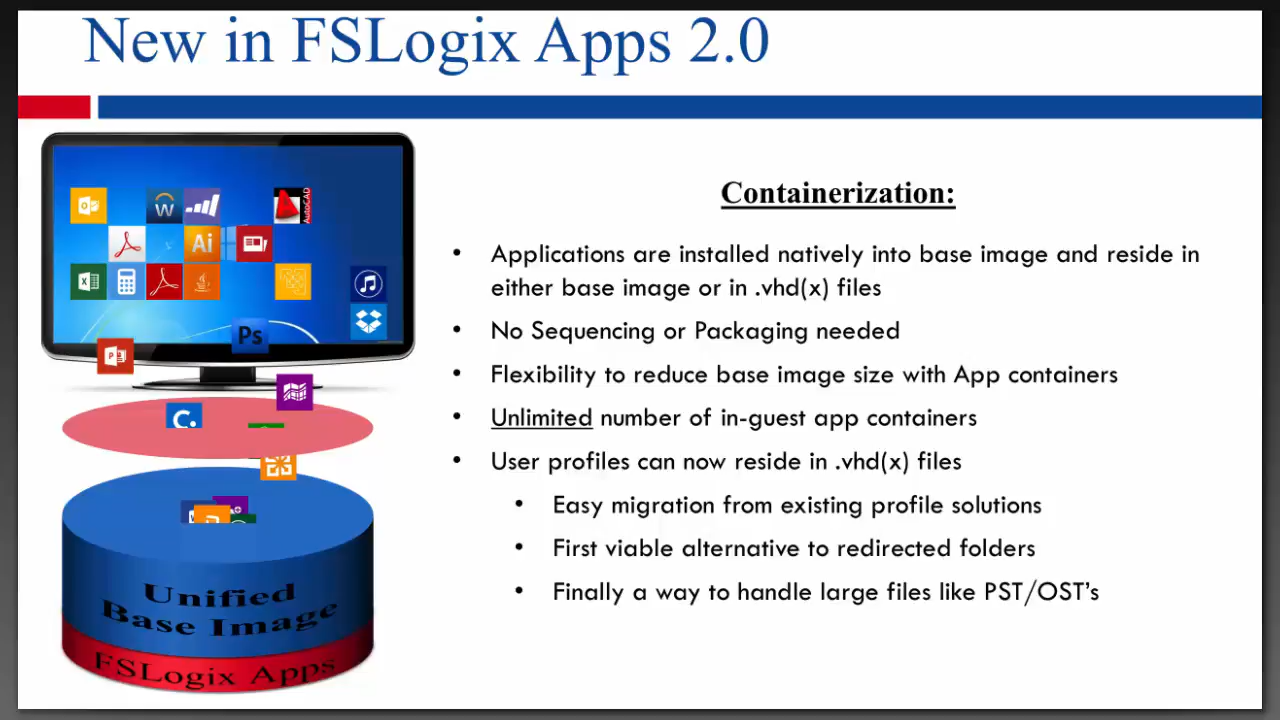 New in FSLogix Apps 2.0
Containerization:
• Applications are installed natively into base image and reside in
either base image or in .vhd(x) files
• No Sequencing or Packaging needed
• Flexibility to reduce base image size with App containers
• Unlimited number of in-guest app containers
• User profiles can now reside in .vhd(x) files
• Easy migration from existing profile solutions
• First viable alternative to redirected folders
• Finally a way to handle large files like PST/OST’s
AutoCAD
Ai
Ps
Unified
Base Image
FSLogix Apps